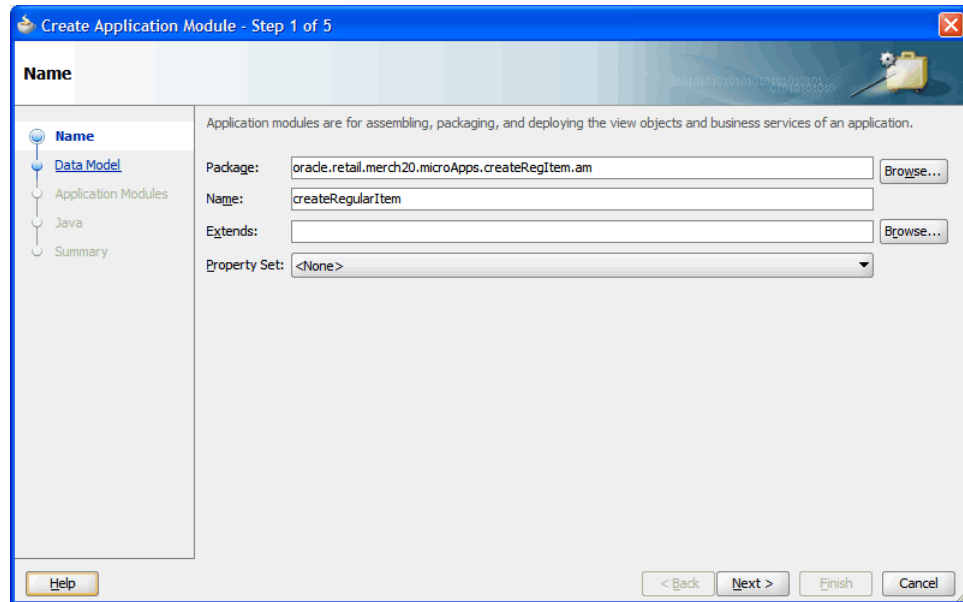 Create Application Module - Step 1 of 5
Name
Name
Data Model
Application Modules
Java
Summary
Application modules are for assembling, packaging, and deploying the view objects and business services of an application.
Package: oracle.retail.merch20.microApps.createRegItem.am Browse...
Name: createRegularItem
Extends: Browse...
Property Set: <None>
Help < Back Next > Finish Cancel